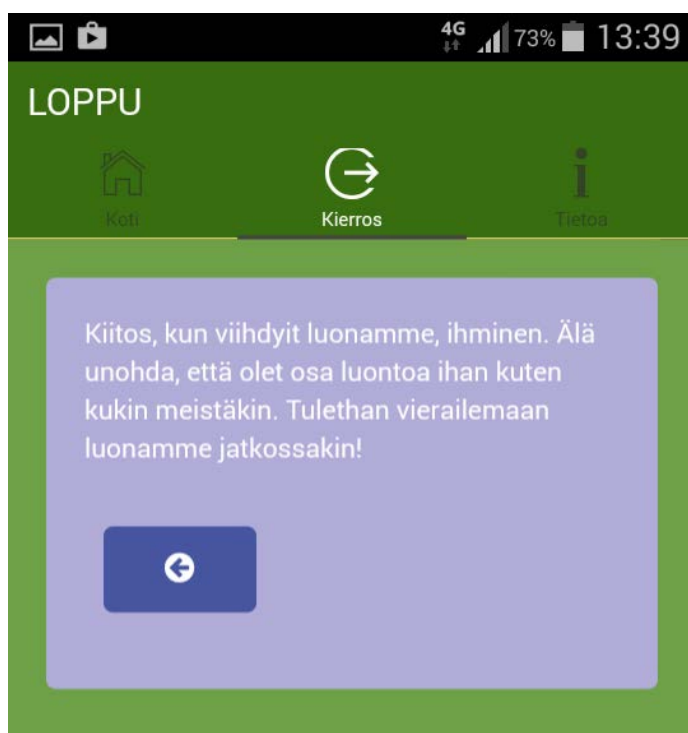 4G 73% 13:39
LOPPU
Koti Kierros Tietoa
Kiitos, kun viihdyit luonamme, ihminen. Älä
unohda, että olet osa luontoa ihan kuten
kukin meistäkin. Tulethan vierailemaan
luonamme jatkossakin!